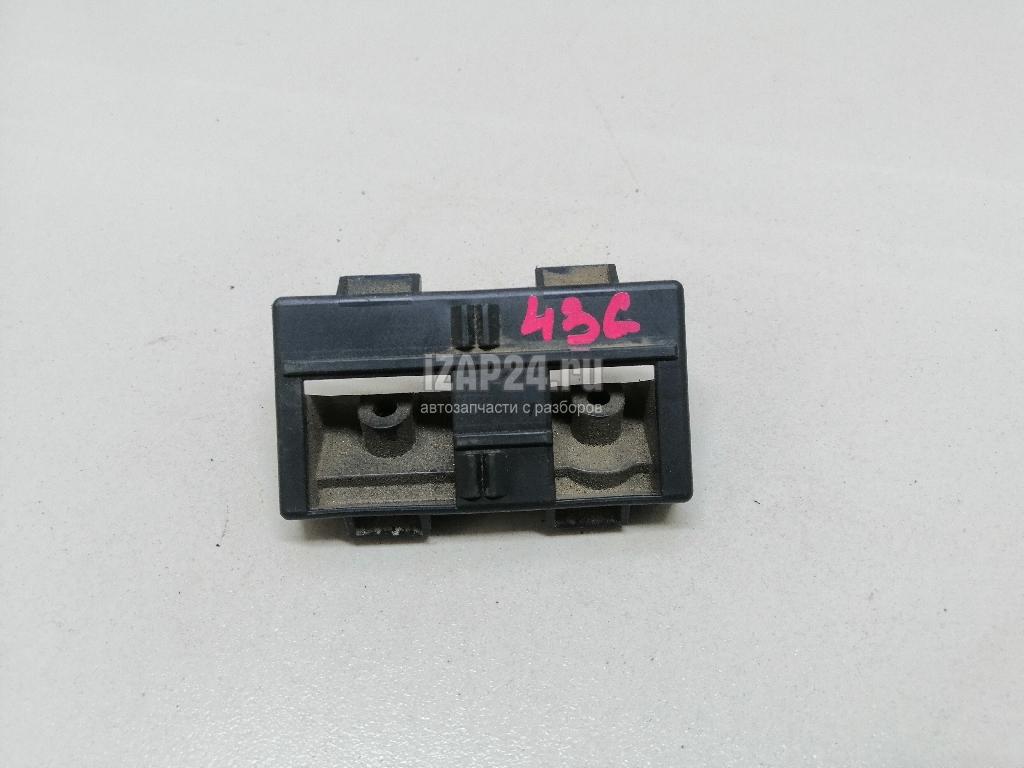 43C
IZAP24.ru
автозапчасти с разборов